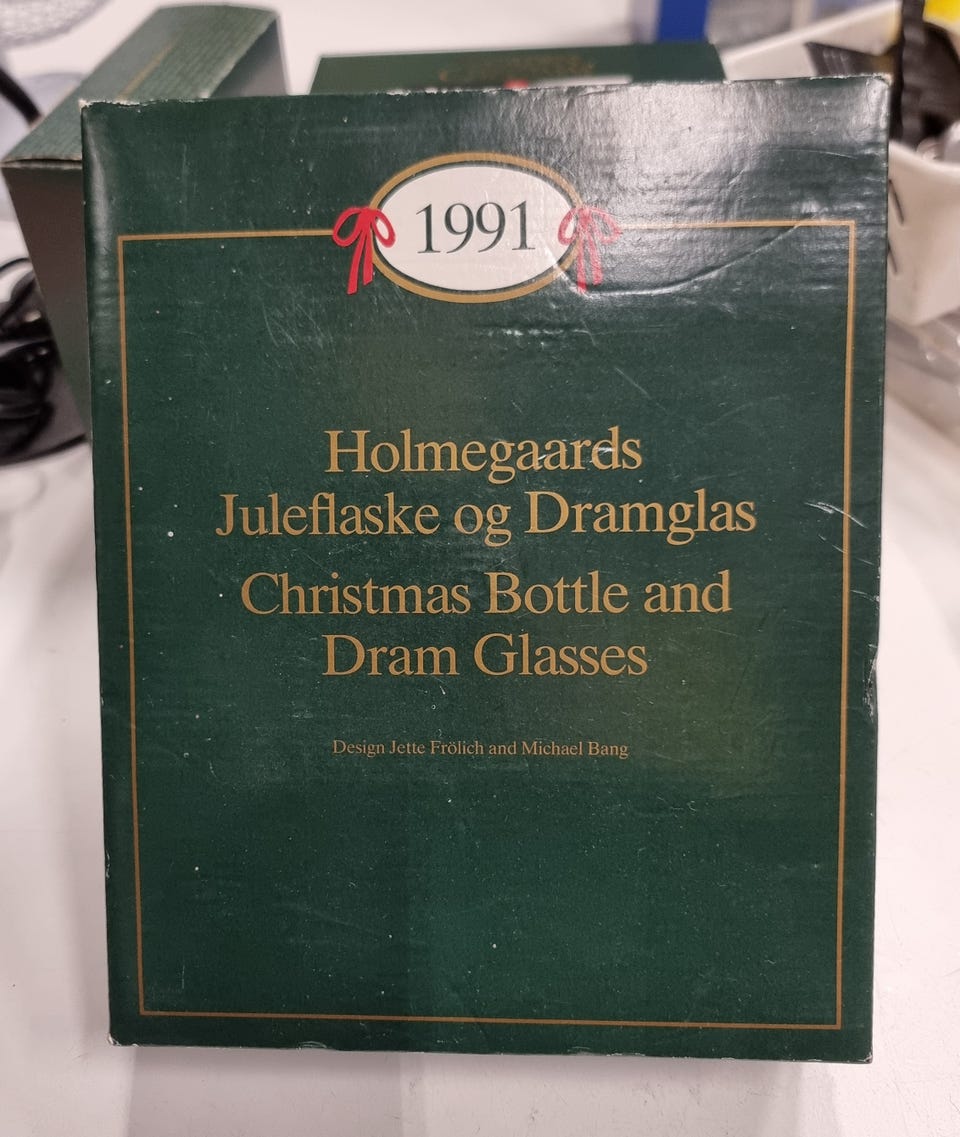 1991
Holmegaards
Juleflaske og Dramglas
Christmas Bottle and
Dram Glasses
Design Jette Frölich and Michael Bang